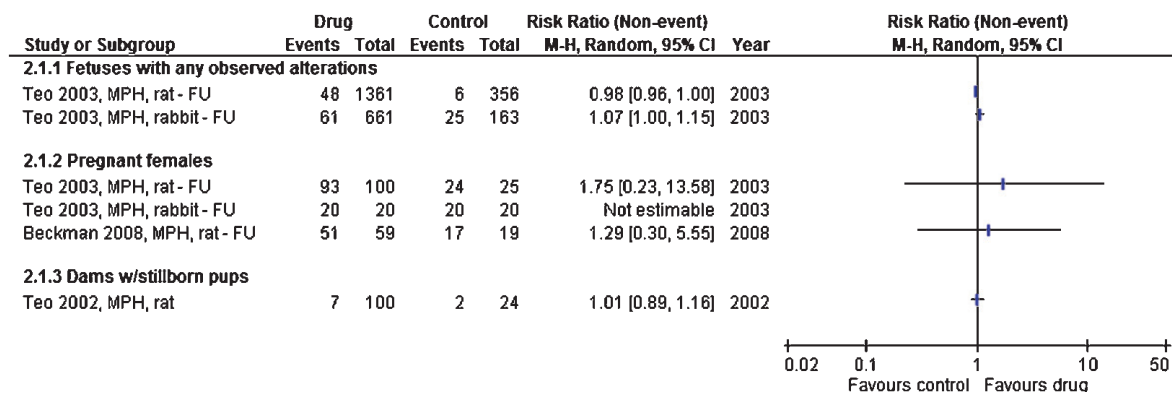 Drug Control Risk Ratio (Non-event) Risk Ratio (Non-event)
Study or Subgroup Events Total Events Total M-H, Random, 95% CI Year M-H, Random, 95% CI
2.1.1 Fetuses with any observed alterations
Teo 2003, MPH, rat - FU 48 1361 6 356 0.98 [0.96, 1.00] 2003
Teo 2003, MPH, rabbit - FU 61 661 25 163 1.07 [1.00, 1.15] 2003
2.1.2 Pregnant females
Teo 2003, MPH, rat - FU 93 100 24 25 1.75 [0.23, 13.58] 2003
Teo 2003, MPH, rabbit - FU 20 20 20 20 Not estimable 2003
Beckman 2008, MPH, rat - FU 51 59 17 19 1.29 [0.30, 5.55] 2008
2.1.3 Dams w/stillborn pups
Teo 2002, MPH, rat 7 100 2 24 1.01 [0.89, 1.16] 2002
0.02 0.1 1 10 50
Favours control Favours drug